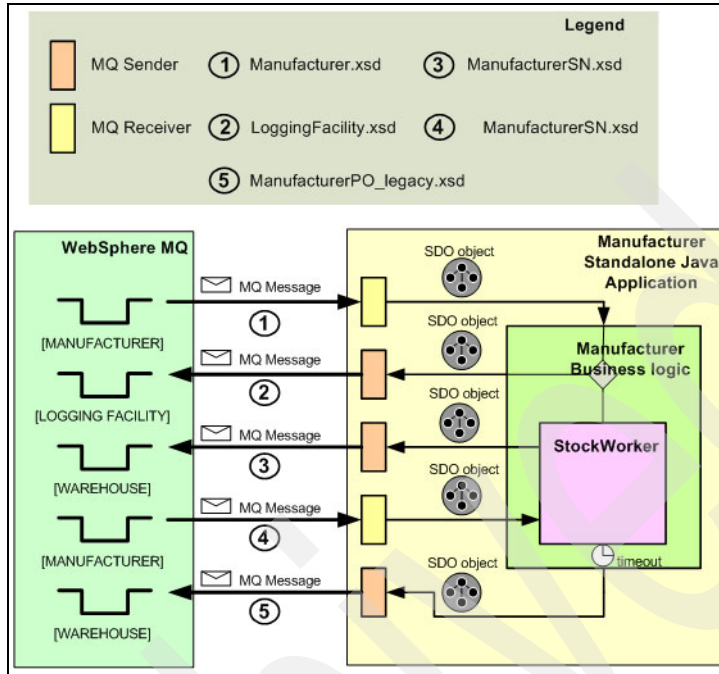 Legend
MQ Sender
1 Manufacturer.xsd
3 ManufacturerSN.xsd
MQ Receiver
2 LoggingFacility.xsd
4 ManufacturerSN.xsd
5 ManufacturerPO_legacy.xsd
WebSphere MQ
Manufacturer
Standalone Java
Application
SDO object
MQ Message
1
[MANUFACTURER]
SDO object
Manufacturer
Business logic
MQ Message
2
[LOGGING FACILITY]
SDO object
MQ Message
3
[WAREHOUSE]
StockWorker
SDO object
MQ Message
4
[MANUFACTURER]
timeout
SDO object
MQ Message
5
[WAREHOUSE]